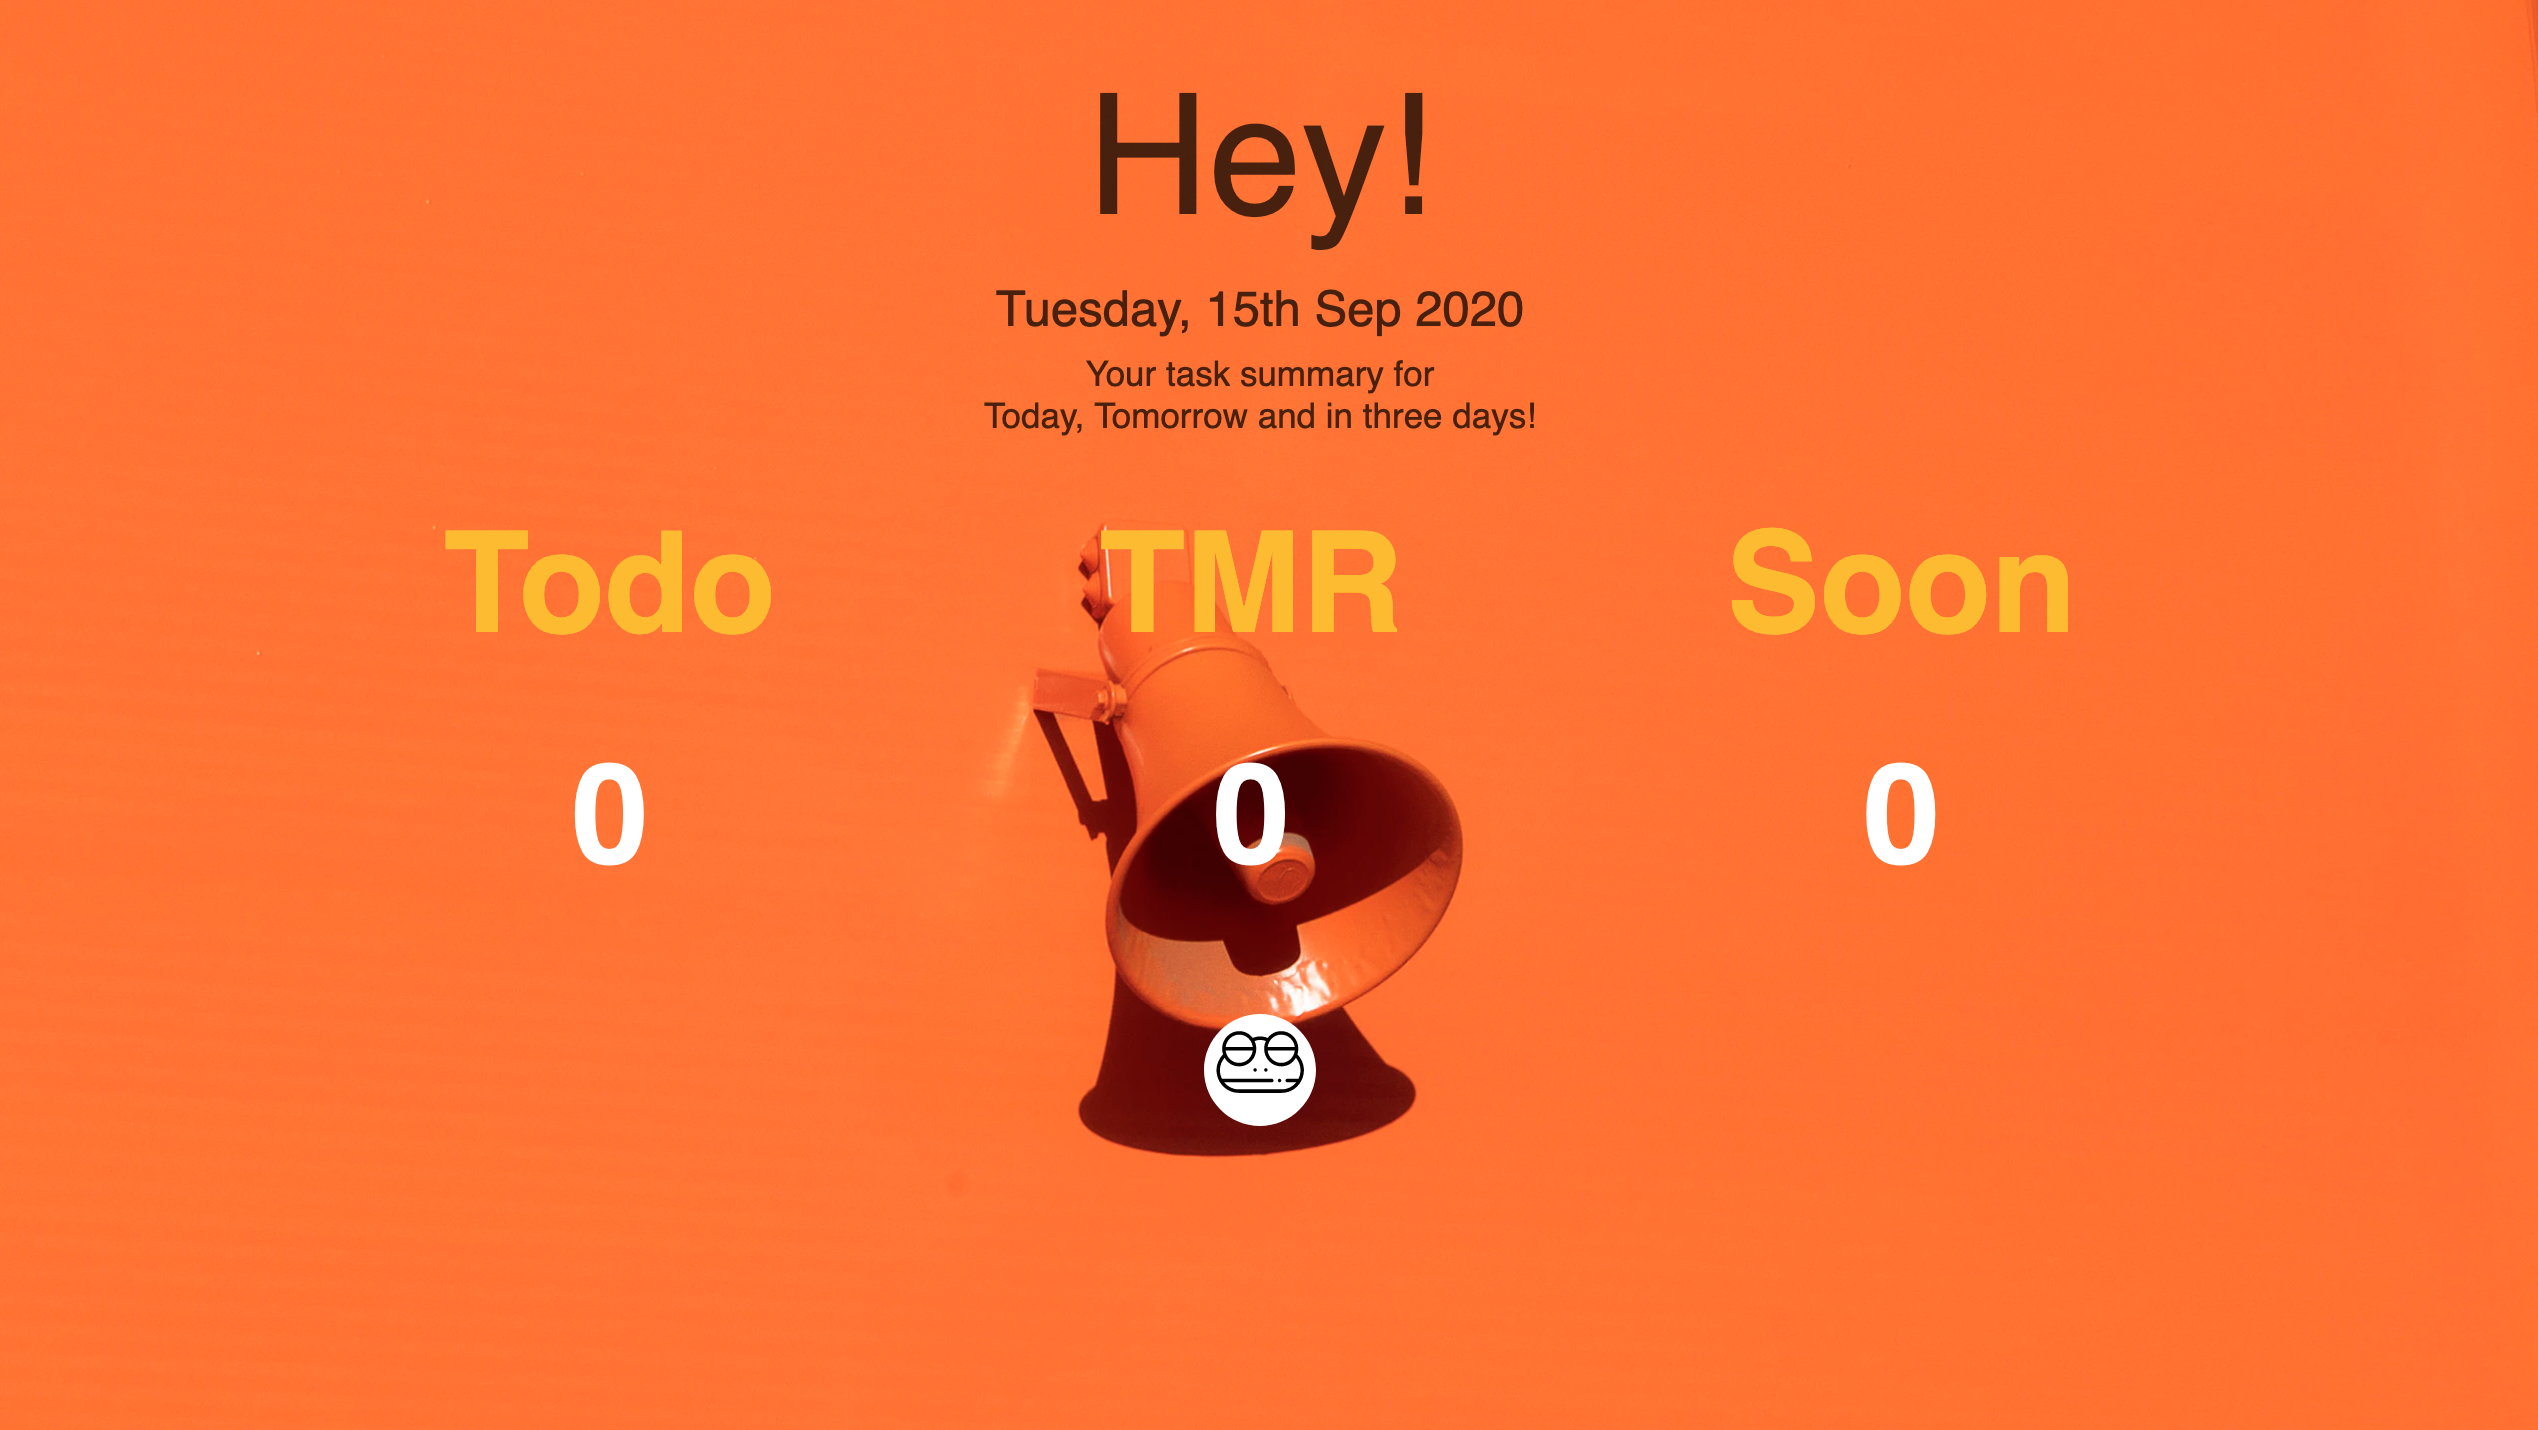 Hey!
Tuesday, 15th Sep 2020
Your task summary for
Today, Tomorrow and in three days!
Todo TMR Soon
0 0 0